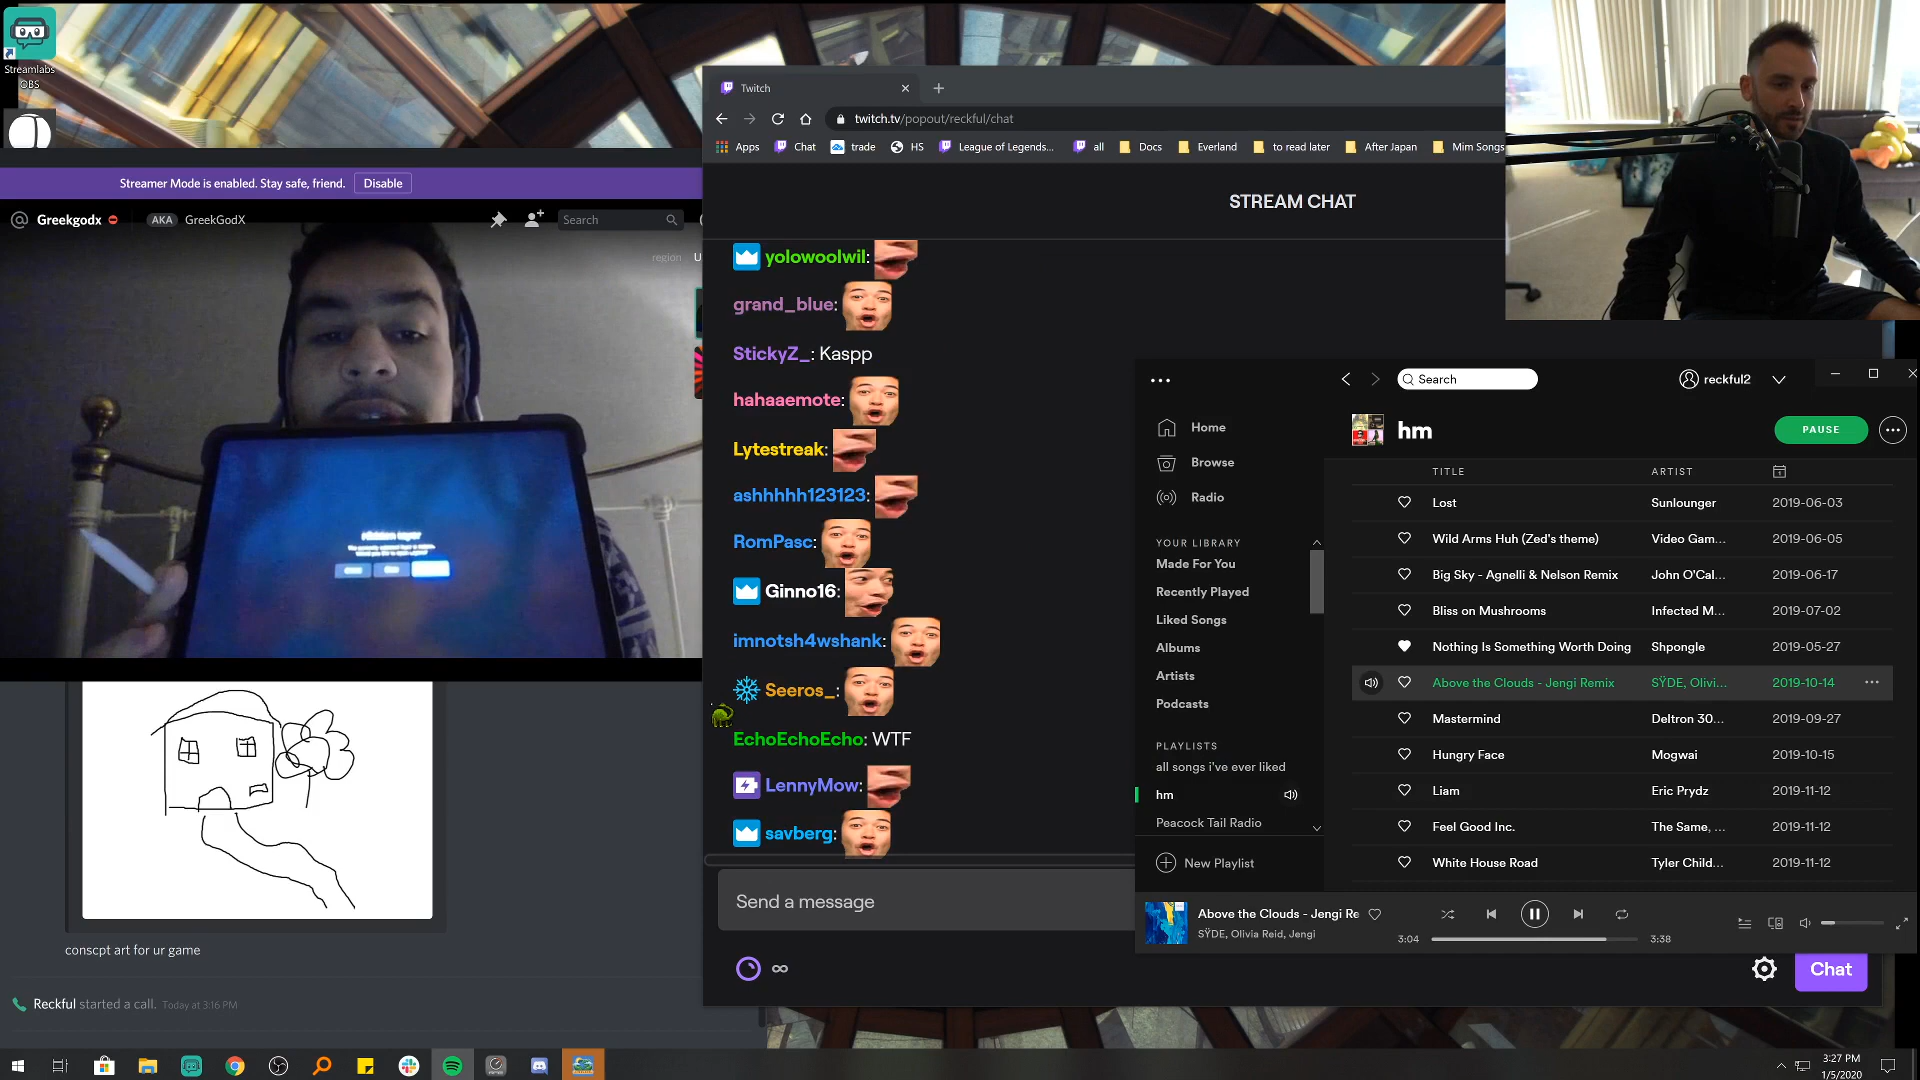 Streamlabs
OBS
Streamer Mode is enabled. Stay safe, friend. Disable
Greekgodx AKA GreekGodX Search
region U
Hidden layer
conscpt art for ur game
Reckful started a call. Today at 3:16 PM
Twitch
twitch.tv/popout/reckful/chat
Apps Chat trade HS League of Legends... all Docs Everland to read later After Japan Mim Songs
STREAM CHAT
yolowoolwil:
grand_blue:
StickyZ_: Kaspp
hahaaemote:
Lytestreak:
ashhhhh123123:
RomPasc:
Ginno16:
imnotsh4wshank:
Seeros_:
EchoEchoEcho: WTF
LennyMow:
savberg:
Send a message
∞
Chat
Search reckful2
Home
Browse
Radio
YOUR LIBRARY
Made For You
Recently Played
Liked Songs
Albums
Artists
Podcasts
PLAYLISTS
all songs i've ever liked
hm
Peacock Tail Radio
New Playlist
hm PAUSE
TITLE ARTIST
Lost Sunlounger 2019-06-03
Wild Arms Huh (Zed's theme) Video Gam... 2019-06-05
Big Sky - Agnelli & Nelson Remix John O'Cal... 2019-06-17
Bliss on Mushrooms Infected M... 2019-07-02
Nothing Is Something Worth Doing Shpongle 2019-05-27
Above the Clouds - Jengi Remix SŸDE, Olivi... 2019-10-14
Mastermind Deltron 30... 2019-09-27
Hungry Face Mogwai 2019-10-15
Liam Eric Prydz 2019-11-12
Feel Good Inc. The Same, ... 2019-11-12
White House Road Tyler Child... 2019-11-12
Above the Clouds - Jengi Re
SŸDE, Olivia Reid, Jengi
3:04 3:38
3:27 PM
1/5/2020